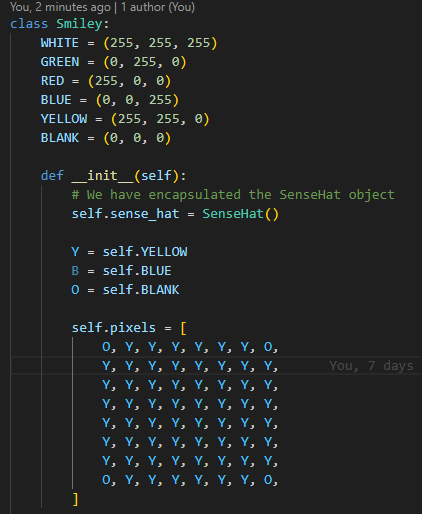 You, 2 minutes ago | 1 author (You)
class Smiley:
    WHITE = (255, 255, 255)
    GREEN = (0, 255, 0)
    RED = (255, 0, 0)
    BLUE = (0, 0, 255)
    YELLOW = (255, 255, 0)
    BLANK = (0, 0, 0)

    def __init__(self):
        # We have encapsulated the SenseHat object
        self.sense_hat = SenseHat()

        Y = self.YELLOW
        B = self.BLUE
        O = self.BLANK

        self.pixels = [
            O, Y, Y, Y, Y, Y, Y, O,
            Y, Y, Y, Y, Y, Y, Y, Y, You, 7 days
            Y, Y, Y, Y, Y, Y, Y, Y,
            Y, Y, Y, Y, Y, Y, Y, Y,
            Y, Y, Y, Y, Y, Y, Y, Y,
            Y, Y, Y, Y, Y, Y, Y, Y,
            Y, Y, Y, Y, Y, Y, Y, Y,
            O, Y, Y, Y, Y, Y, Y, O,
        ]